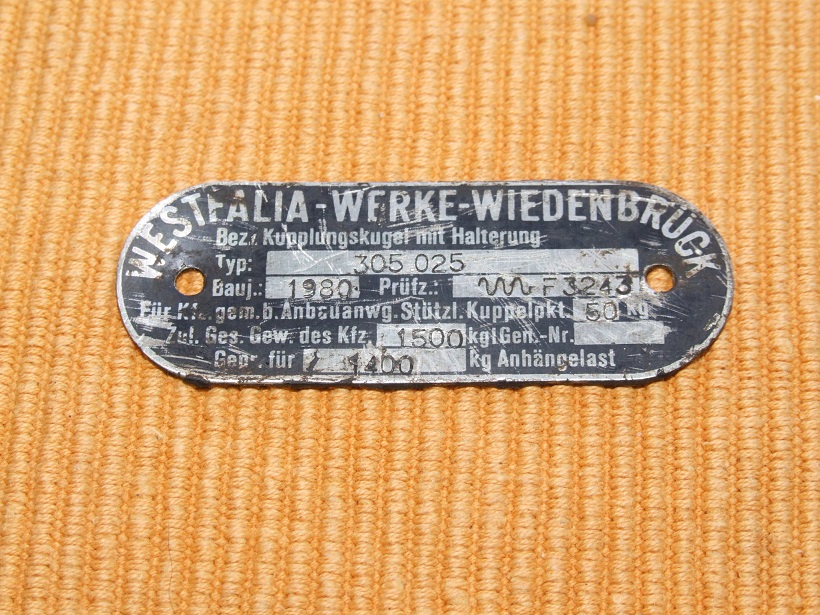 WESTFALIA-WERKE-WIEDENBRÜCK
Bez.: Kupplungskugel mit Halterung
Typ: 305 025
Bauj.: 1980 Prüfz.: F 3243
Für Kfz. gem. b. Anbauanwg. Stützl. Kuppelpkt. 50 kg
Zul. Ges. Gew. des Kfz. 1500 kg Gen.-Nr.
Gepr. für 1400 kg Anhängelast